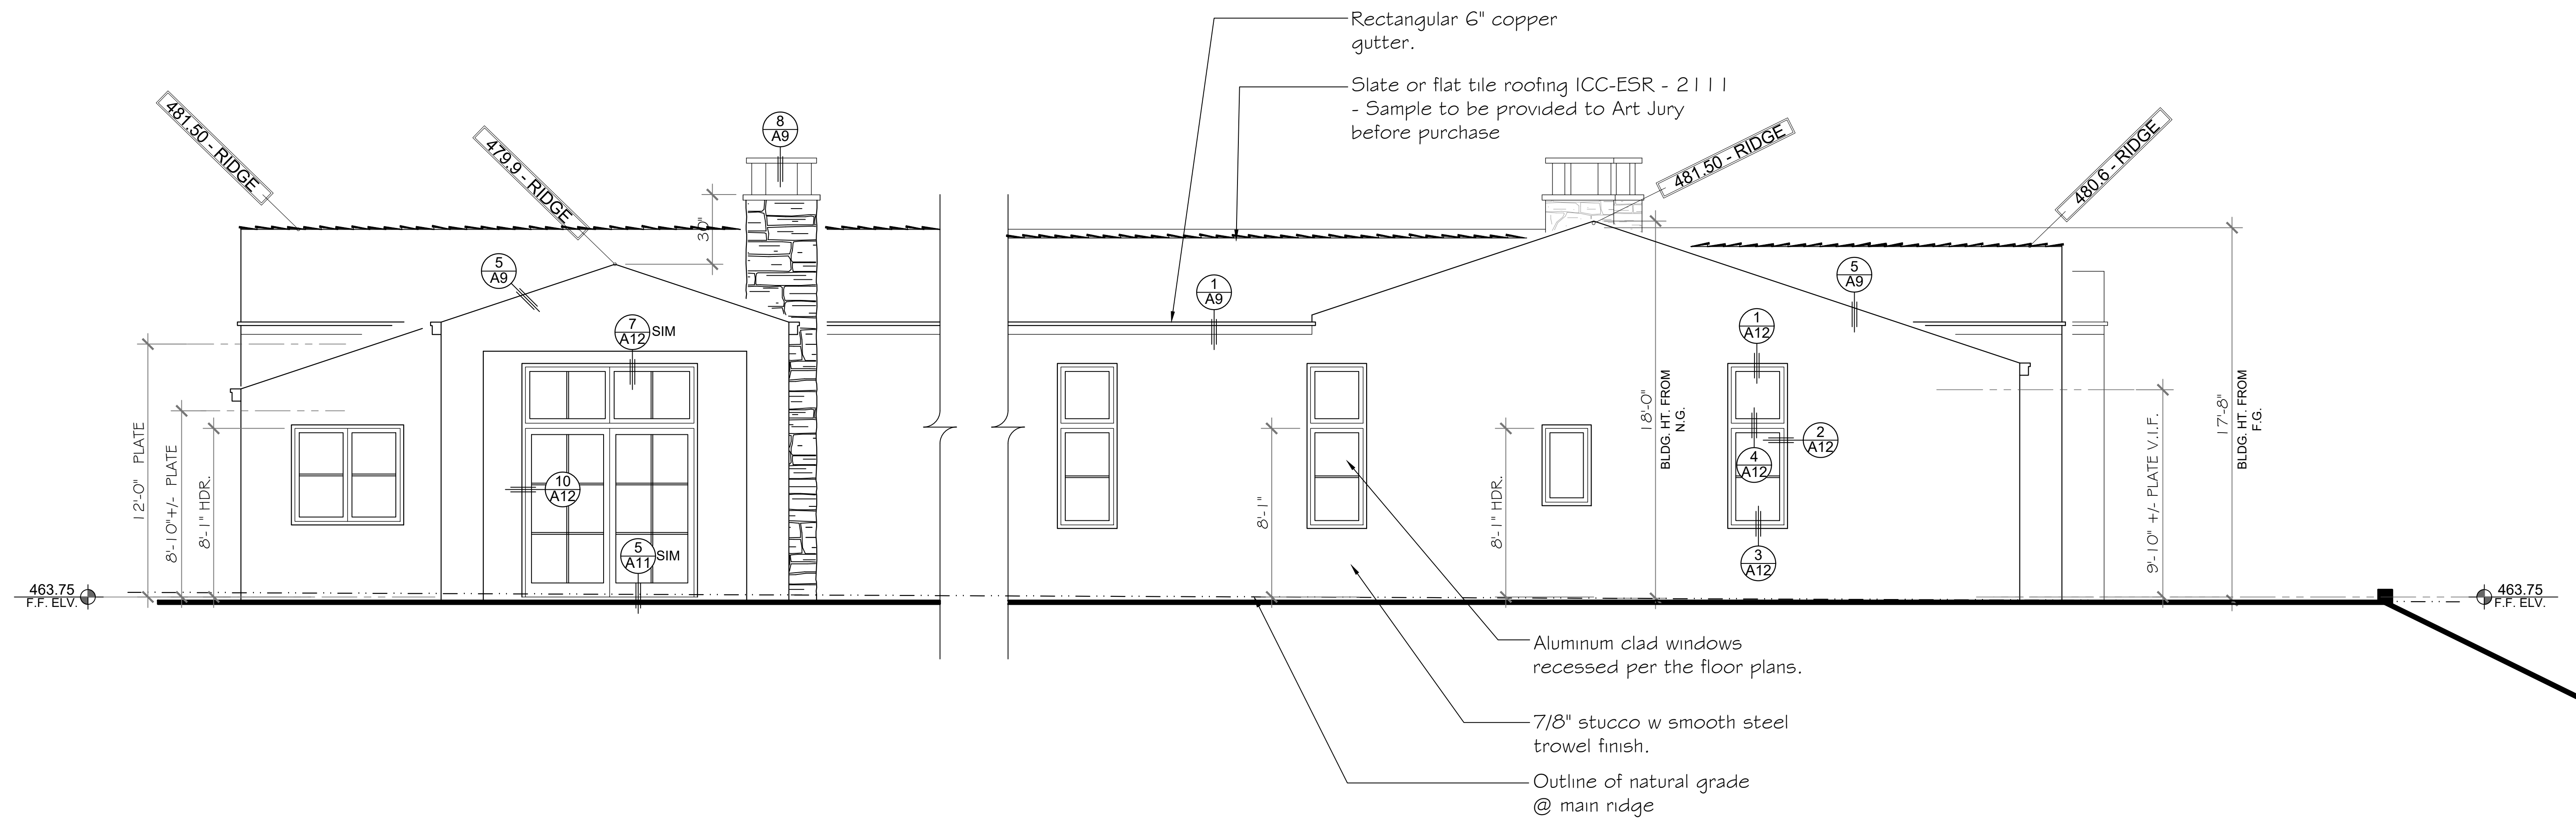 Rectangular 6" copper
gutter.
Slate or flat tile roofing ICC-ESR - 2111
- Sample to be provided to Art Jury
before purchase
481.50 - RIDGE
479.9 - RIDGE
8
A9
481.50 - RIDGE
480.6 - RIDGE
5
A9
7
A12
SIM
10
A12
5
A11
SIM
12'-0" PLATE
8'-10"+/- PLATE
8'-1" HDR.
1
A9
8'-1"
8'-1" HDR.
18'-0"
BLDG. HT. FROM
N.G.
1
A12
5
A9
2
A12
4
A12
3
A12
9'-10" +/- PLATE V.I.F.
17'-8"
BLDG. HT. FROM
F.G.
463.75
F.F. ELV.
463.75
F.F. ELV.
Aluminum clad windows
recessed per the floor plans.
7/8" stucco w smooth steel
trowel finish.
Outline of natural grade
@ main ridge